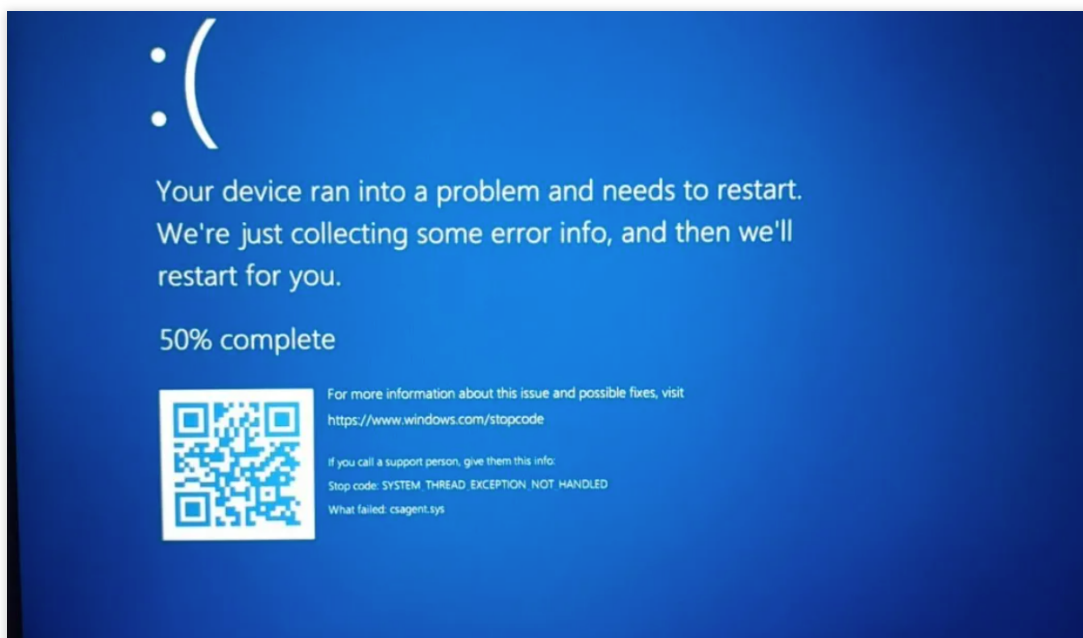 :(
Your device ran into a problem and needs to restart.
We're just collecting some error info, and then we'll
restart for you.
50% complete
For more information about this issue and possible fixes, visit
https://www.windows.com/stopcode
If you call a support person, give them this info:
Stop code: SYSTEM_THREAD_EXCEPTION_NOT_HANDLED
What failed: csagent.sys